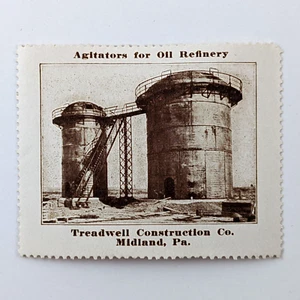 Agitators for Oil Refinery
Treadwell Construction Co.
Midland, Pa.